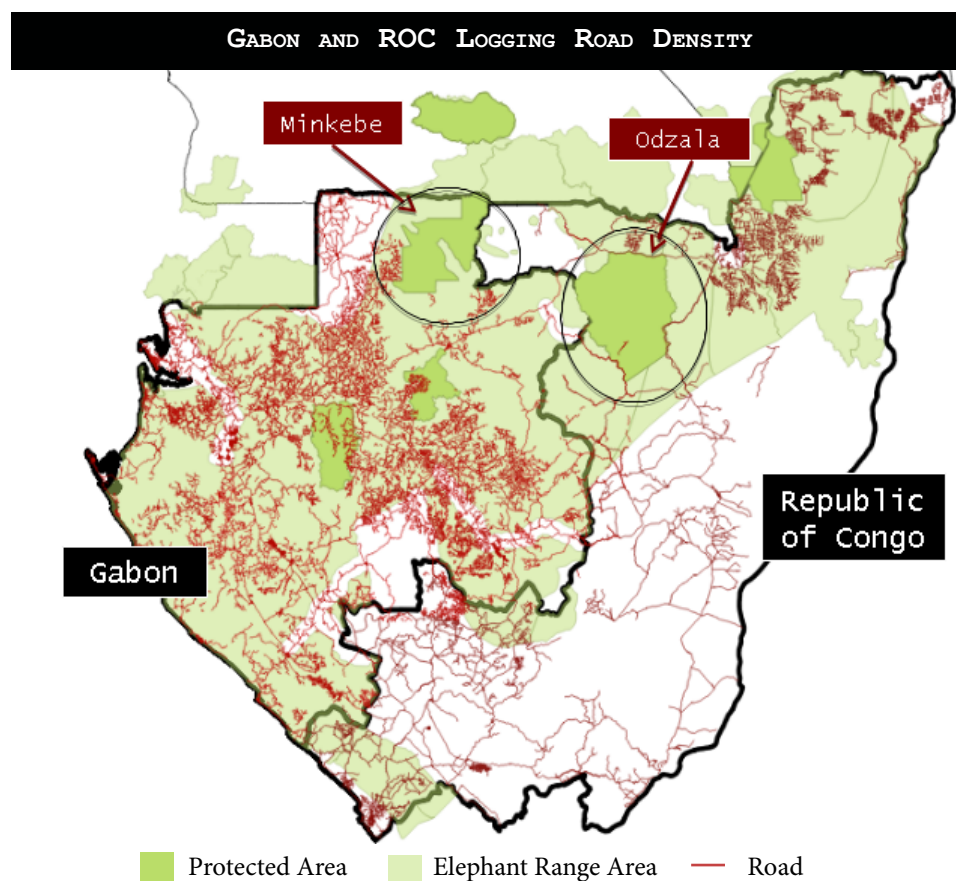 Gabon and ROC Logging Road Density
Minkebe
Odzala
Republic
of Congo
Gabon
Protected Area
Elephant Range Area
Road